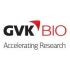 GVK BIO
Accelerating Research